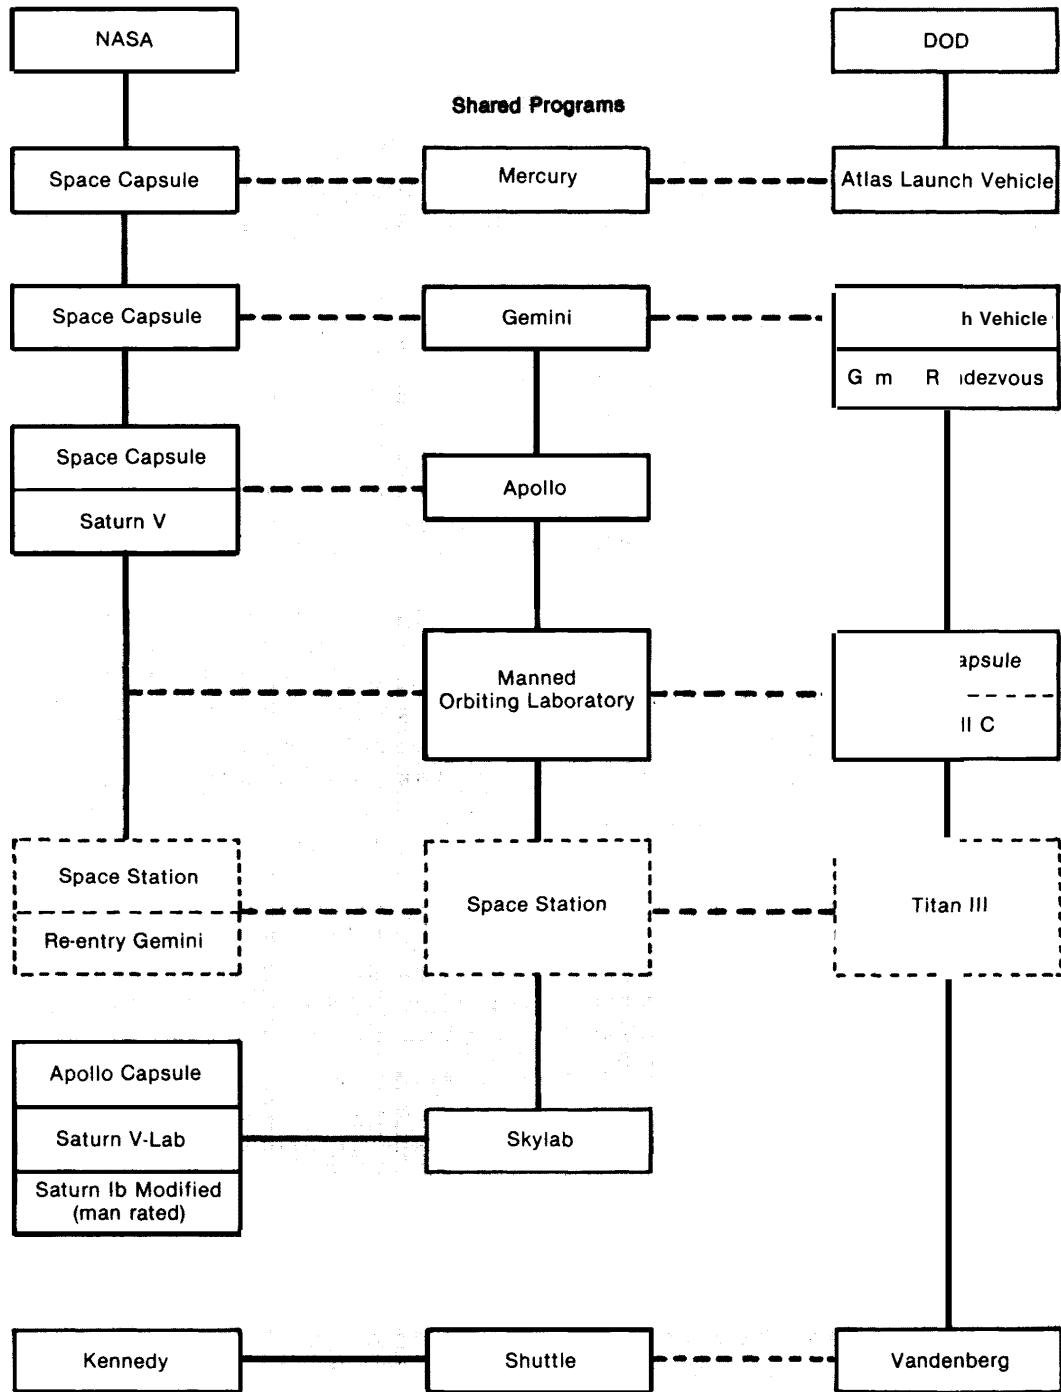 NASA
DOD
Shared Programs
Space Capsule
Mercury
Atlas Launch Vehicle
Space Capsule
Gemini
h Vehicle
G m R dezvous
Space Capsule
Saturn V
Apollo
Manned
Orbiting Laboratory
apsule
II C
Space Station
Re-entry Gemini
Space Station
Titan III
Apollo Capsule
Saturn V-Lab
Saturn Ib Modified
(man rated)
Skylab
Kennedy
Shuttle
Vandenberg